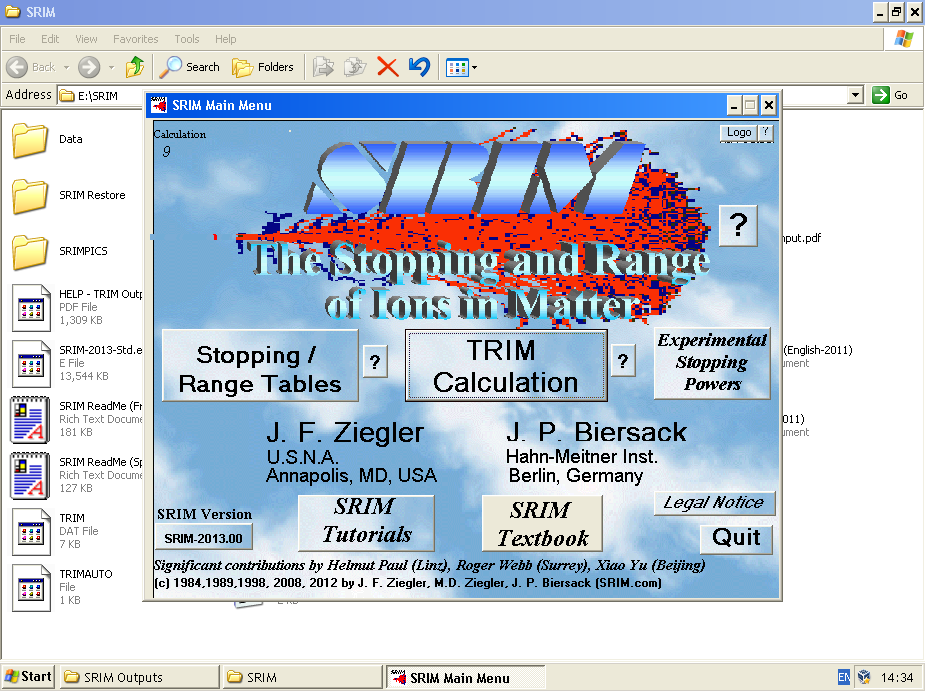 SRIM
File Edit View Favorites Tools Help
Back Search Folders
Address E:\SRIM Go
Data
SRIM Restore
SRIMPICS
HELP - TRIM Outp
PDF File
1,309 KB
SRIM-2013-Std.e
E File
13,544 KB
SRIM ReadMe (Fr
Rich Text Docume
181 KB
SRIM ReadMe (Sp
Rich Text Docume
127 KB
TRIM
DAT File
7 KB
TRIMAUTO
File
1 KB
nput.pdf
(English-2011)
ument
011)
ument
2 KB
SRIM Main Menu
Calculation
9
Logo ?
SRIM
The Stopping and Range
of Ions in Matter
?
Stopping /
Range Tables
?
TRIM
Calculation
?
Experimental
Stopping
Powers
J. F. Ziegler
U.S.N.A.
Annapolis, MD, USA
J. P. Biersack
Hahn-Meitner Inst.
Berlin, Germany
SRIM Version
SRIM-2013.00
SRIM
Tutorials
SRIM
Textbook
Legal Notice
Quit
Significant contributions by Helmut Paul (Linz), Roger Webb (Surrey), Xiao Yu (Beijing)
(c) 1984,1989,1998, 2008, 2012 by J. F. Ziegler, M.D. Ziegler, J. P. Biersack (SRIM.com)
Start SRIM Outputs SRIM SRIM Main Menu EN 14:34